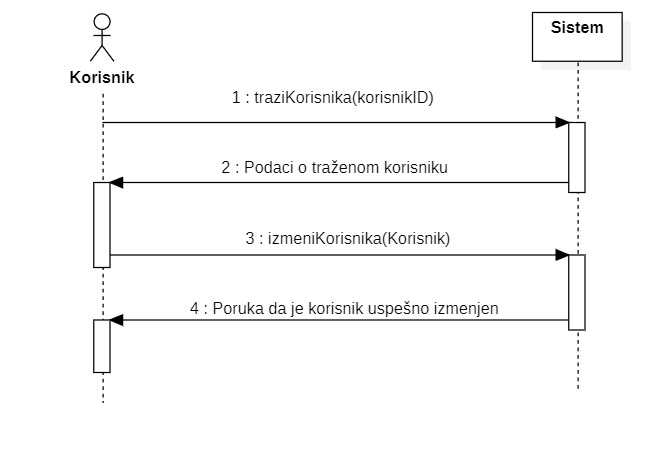 Korisnik
Sistem
1 : traziKorisnika(korisnikID)
2 : Podaci o traženom korisniku
3 : izmeniKorisnika(Korisnik)
4 : Poruka da je korisnik uspešno izmenjen